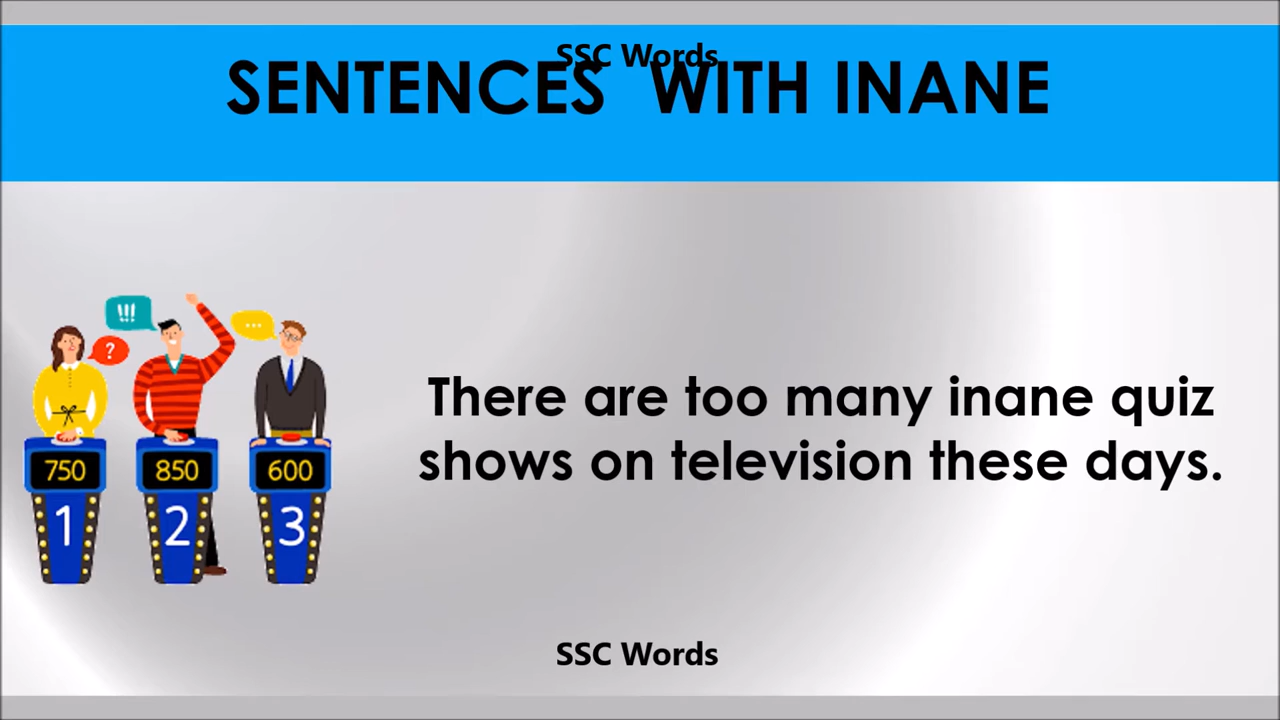 SSC Words
SENTENCES WITH INANE
!!!
...
?
There are too many inane quiz
shows on television these days.
750 850 600
1 2 3
SSC Words